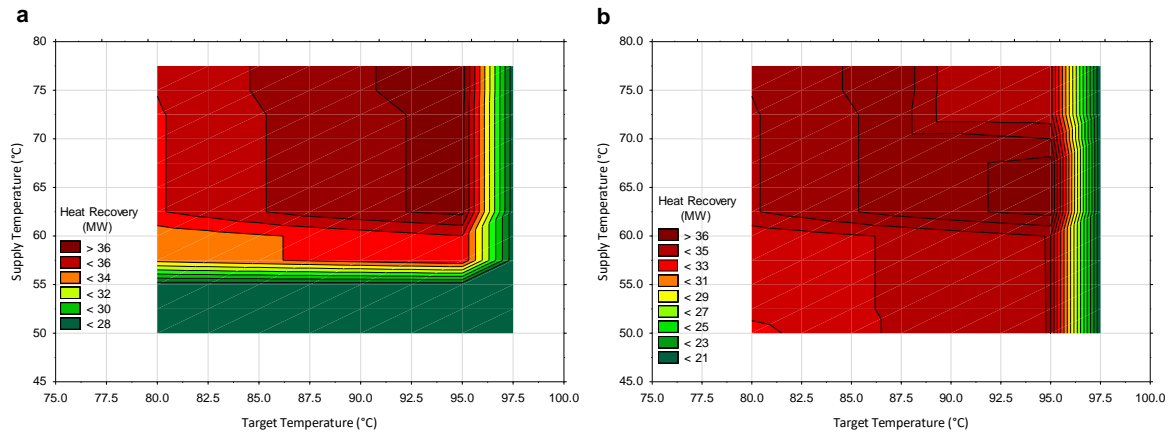 a
80
75
70
65
60
55
50
45
Supply Temperature (°C)
Heat Recovery
(MW)
> 36
< 36
< 34
< 32
< 30
< 28
75.0 77.5 80.0 82.5 85.0 87.5 90.0 92.5 95.0 97.5 100.0
Target Temperature (°C)
b
80.0
75.0
70.0
65.0
60.0
55.0
50.0
45.0
Supply Temperature (°C)
Heat Recovery
(MW)
> 36
< 35
< 33
< 31
< 29
< 27
< 25
< 23
< 21
75.0 77.5 80.0 82.5 85.0 87.5 90.0 92.5 95.0 97.5 100.0
Target Temperature (°C)